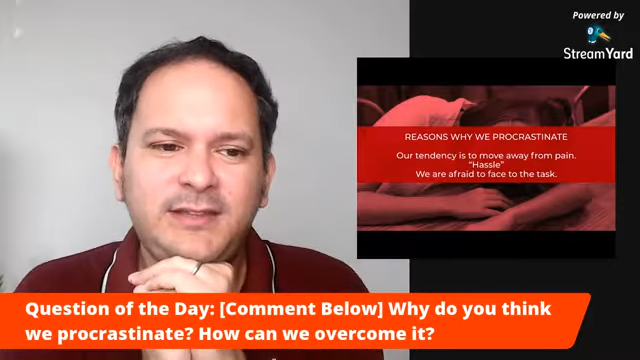 Powered by
StreamYard
REASONS WHY WE PROCRASTINATE
Our tendency is to move away from pain.
"Hassle"
We are afraid to face to the task.
Question of the Day: [Comment Below] Why do you think
we procrastinate? How can we overcome it?